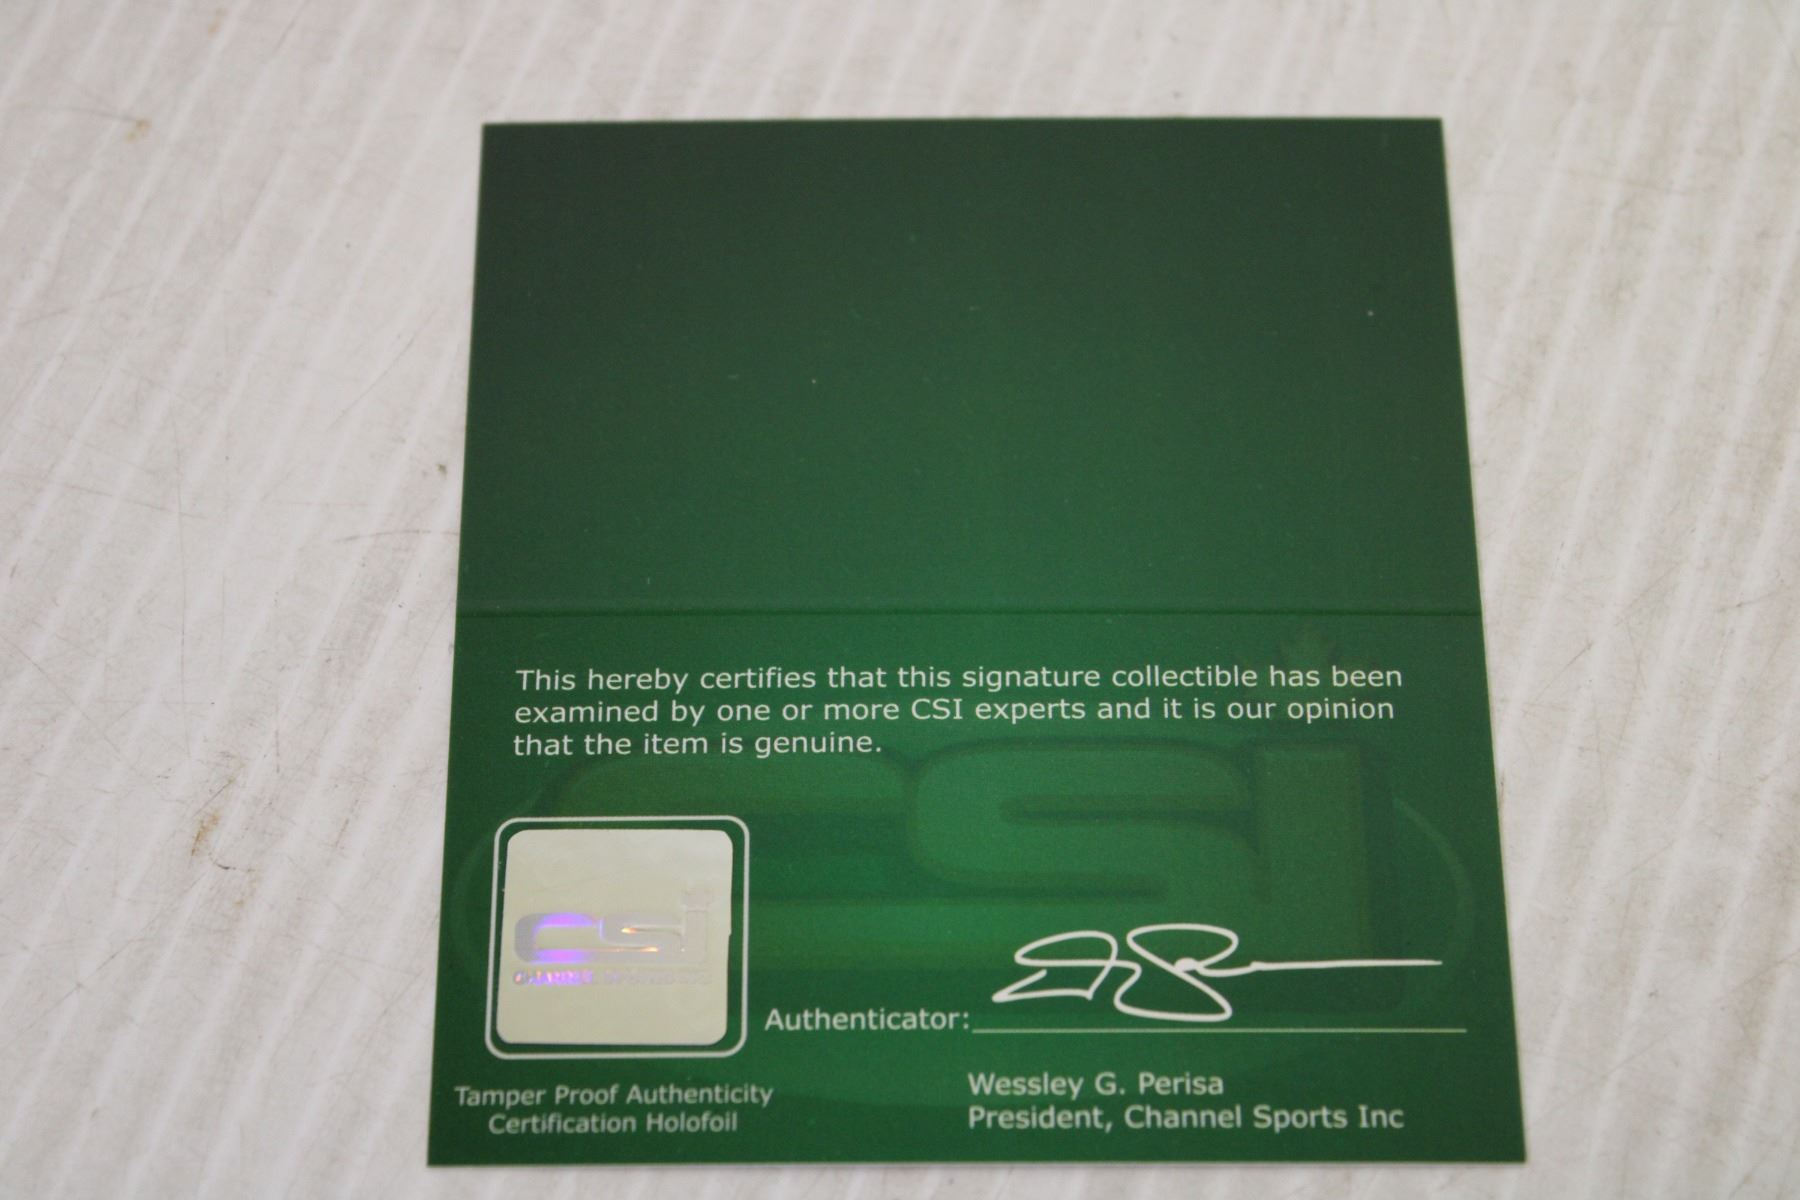 This hereby certifies that this signature collectible has been
examined by one or more CSI experts and it is our opinion
that the item is genuine.
csi
csi
CHANNEL
Authenticator:
Tamper Proof Authenticity
Certification Holofoil
Wessley G. Perisa
President, Channel Sports Inc